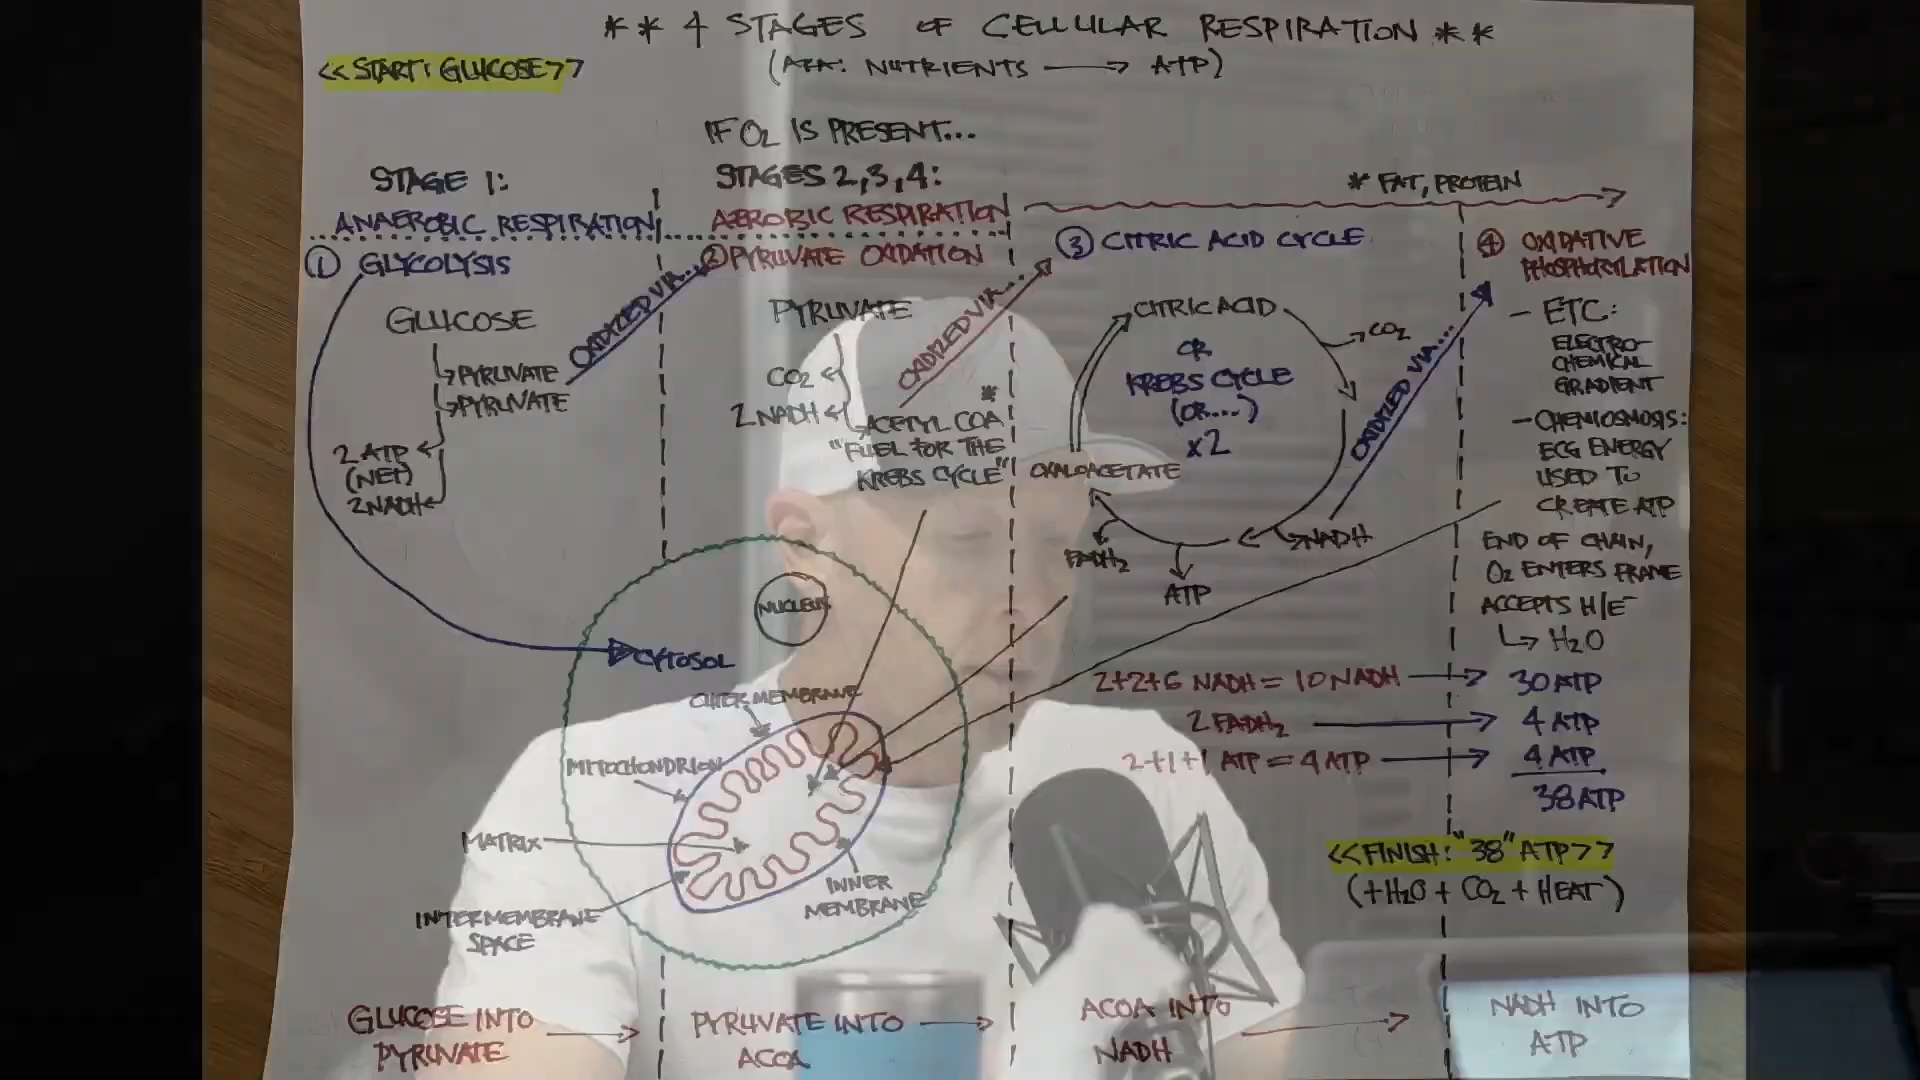 ** 4 STAGES OF CELLULAR RESPIRATION **
(AKA: NUTRIENTS → ATP)
<<START: GLUCOSE>>
IF O₂ IS PRESENT...
STAGE 1:
ANAEROBIC RESPIRATION
STAGES 2,3,4:
AEROBIC RESPIRATION
* FAT, PROTEIN
① GLYCOLYSIS
GLUCOSE
PYRUVATE
PYRUVATE
2 ATP
(NET)
2 NADH
OXIDIZED VIA...
② PYRUVATE OXIDATION
PYRUVATE
CO₂
2 NADH
*
ACETYL COA
"FUEL FOR THE
KREBS CYCLE"
OXIDIZED VIA...
③ CITRIC ACID CYCLE
CITRIC ACID
OR
KREBS CYCLE
(OR....)
x2
CO₂
OXALOACETATE
NADH
FADH₂
ATP
OXIDIZED VIA...
④ OXIDATIVE
PHOSPHORYLATION
- ETC:
ELECTRO-
CHEMICAL
GRADIENT
- CHEMIOSMOSIS:
ECG ENERGY
USED TO
CREATE ATP
END OF CHAIN,
O₂ ENTERS FRAME
ACCEPTS H/E⁻
↳ H₂O
2+2+6 NADH = 10 NADH → 30 ATP
2 FADH₂ → 4 ATP
2+1+1 ATP = 4 ATP → 4 ATP
38 ATP
<<FINISH: "38" ATP>>
(+H₂O + CO₂ + HEAT)
NUCLEUS
CYTOSOL
OUTER MEMBRANE
MITOCHONDRION
MATRIX
INNER
MEMBRANE
INTERMEMBRANE
SPACE
GLUCOSE INTO
PYRUVATE
→
PYRUVATE INTO
ACOA
→
ACOA INTO
NADH
→
NADH INTO
ATP